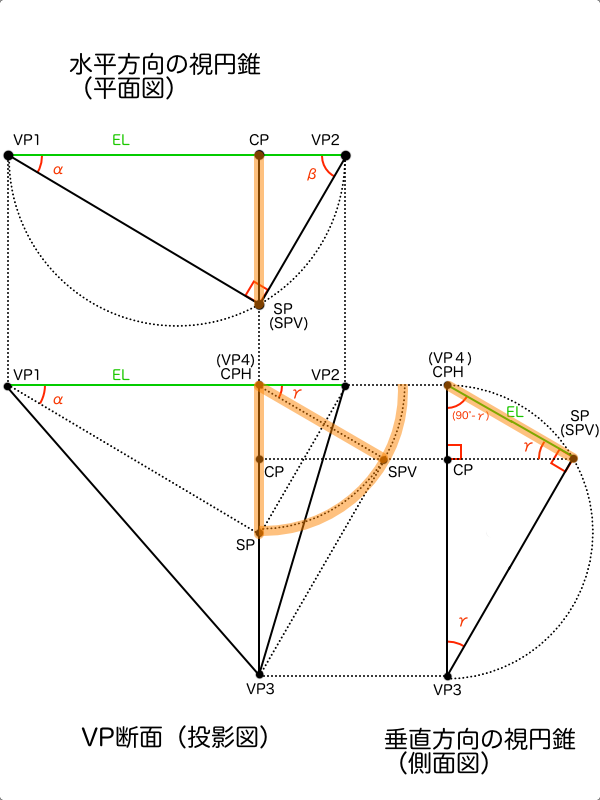 水平方向の視円錐
（平面図）
VP1 EL CP VP2
α β
SP
(SPV)
(VP4)
VP1 EL CPH VP2
α γ
CP SPV
SP
VP3
(VP４)
CPH
(90°-γ) EL
SP
(SPV)
γ
CP
γ
VP3
VP断面（投影図）
垂直方向の視円錐
（側面図）